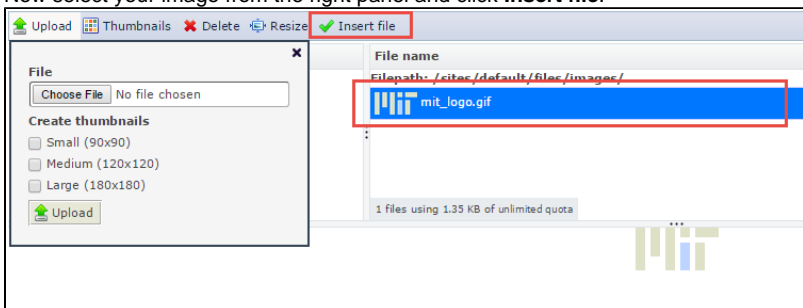 Now select your image from the right panel and click Insert file.
Upload Thumbnails Delete Resize Insert file
File name
File
Filepath: /sites/default/files/images/
Choose File No file chosen
mit_logo.gif
Create thumbnails
Small (90x90)
Medium (120x120)
Large (180x180)
Upload
1 files using 1.35 KB of unlimited quota